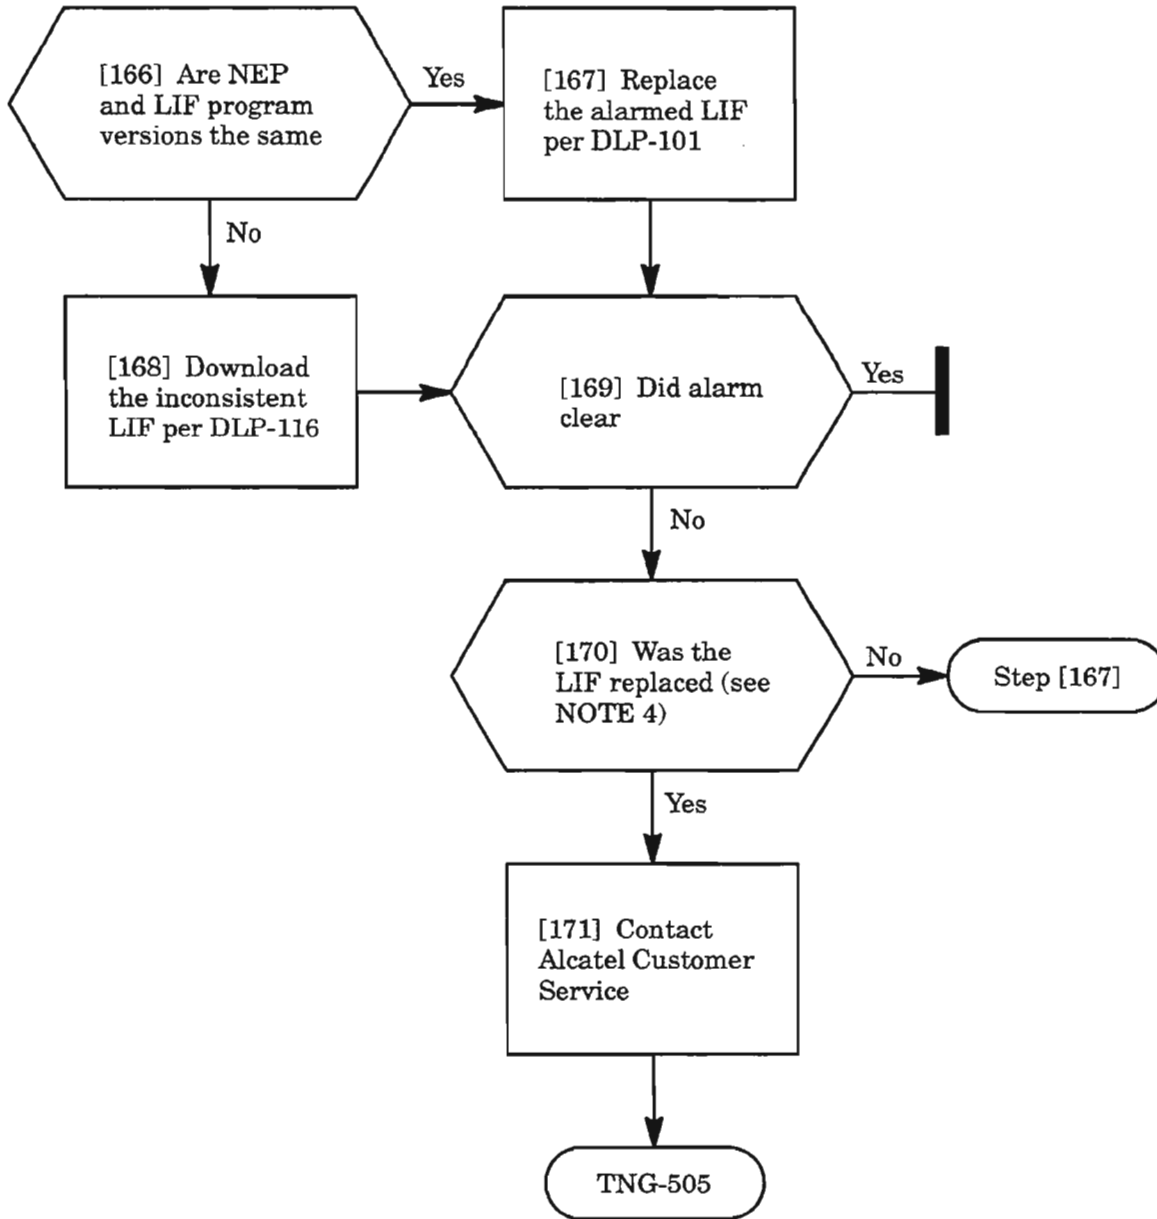 [166] Are NEP
and LIF program
versions the same
Yes
[167] Replace
the alarmed LIF
per DLP-101
No
[168] Download
the inconsistent
LIF per DLP-116
[169] Did alarm
clear
Yes
No
[170] Was the
LIF replaced (see
NOTE 4)
No
Step [167]
Yes
[171] Contact
Alcatel Customer
Service
TNG-505